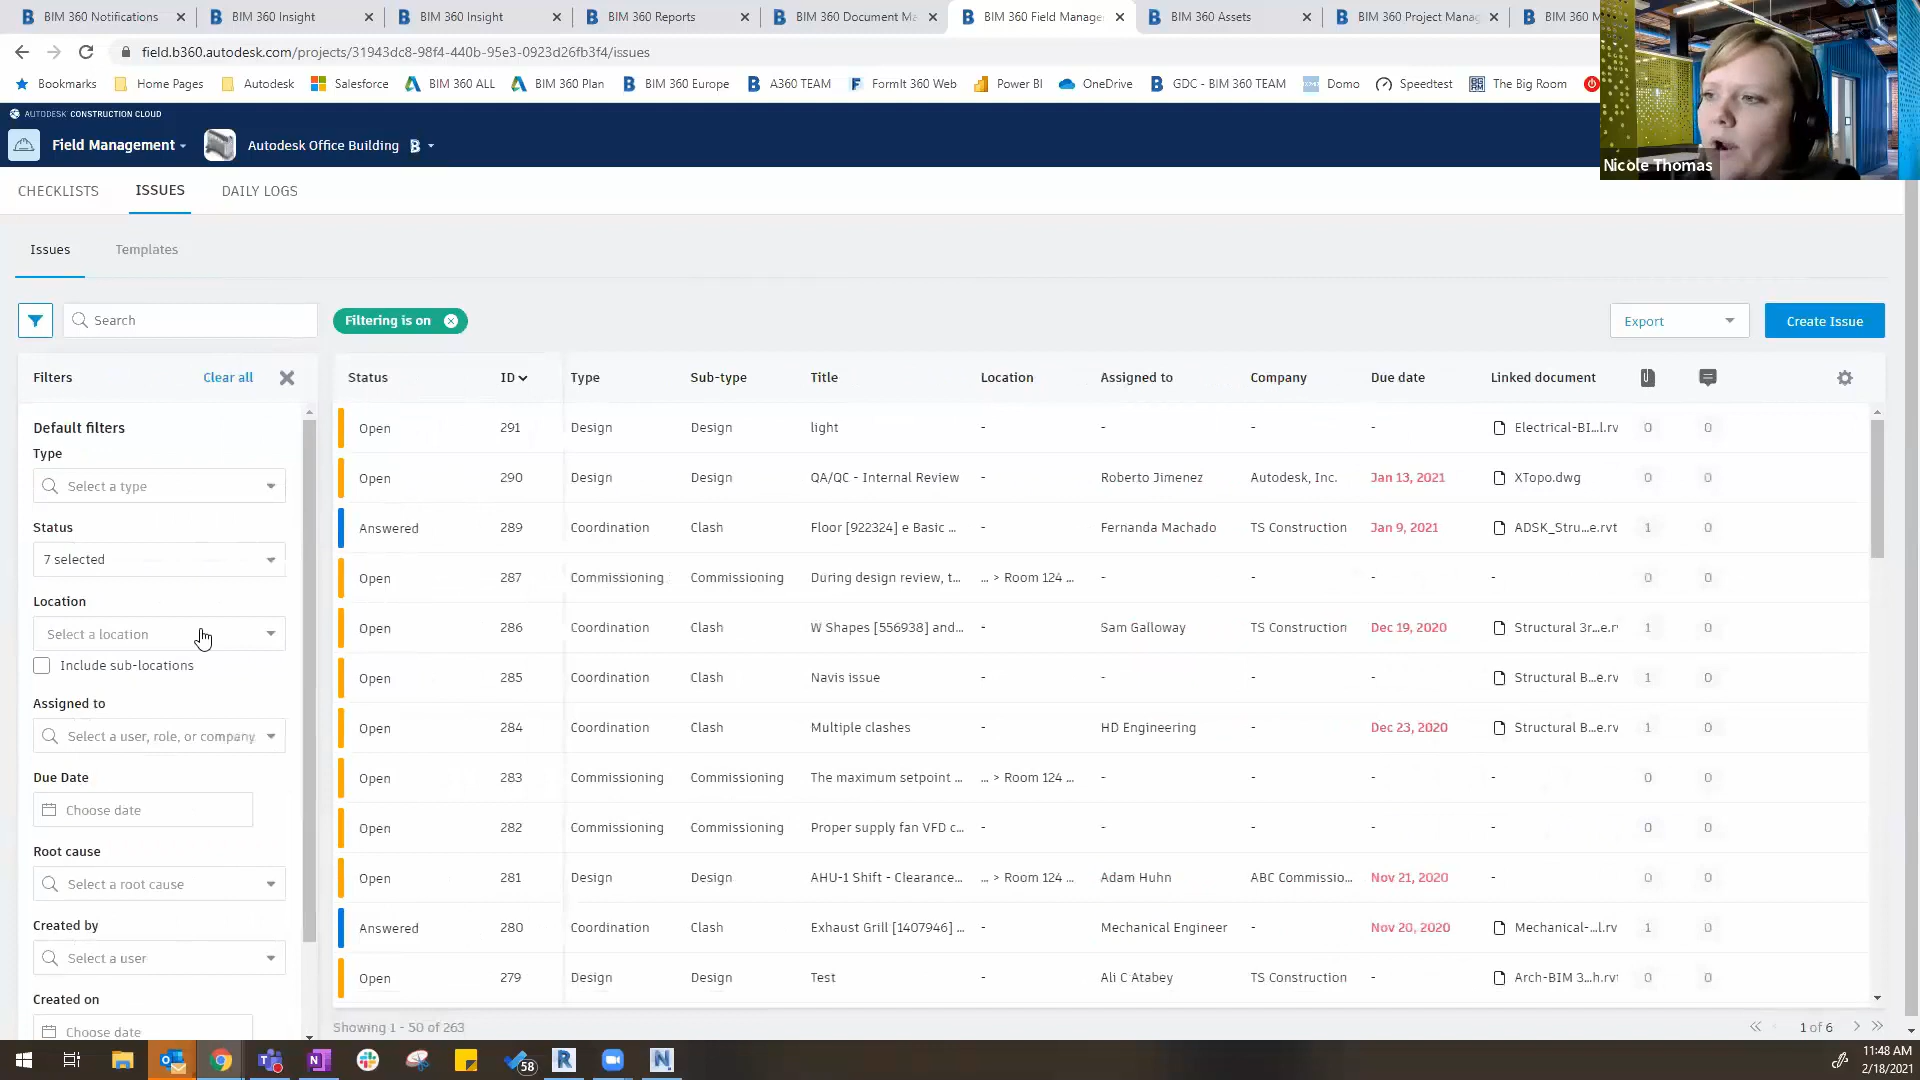 BIM 360 Notifications
BIM 360 Insight
BIM 360 Insight
BIM 360 Reports
BIM 360 Document Ma
BIM 360 Field Manage
BIM 360 Assets
BIM 360 Project Manag
BIM 360 M
field.b360.autodesk.com/projects/31943dc8-98f4-440b-95e3-0923d26fb3f4/issues
Bookmarks
Home Pages
Autodesk
Salesforce
BIM 360 ALL
BIM 360 Plan
BIM 360 Europe
A360 TEAM
FormIt 360 Web
Power BI
OneDrive
GDC - BIM 360 TEAM
Domo
Speedtest
The Big Room
AUTODESK CONSTRUCTION CLOUD
Field Management
Autodesk Office Building
Nicole Thomas
CHECKLISTS
ISSUES
DAILY LOGS
Issues
Templates
Search
Filtering is on
Export
Create Issue
Filters
Clear all
Default filters
Type
Select a type
Status
7 selected
Location
Select a location
Include sub-locations
Assigned to
Select a user, role, or company
Due Date
Choose date
Root cause
Select a root cause
Created by
Select a user
Created on
Choose date
Status ID Type Sub-type Title Location Assigned to Company Due date Linked document
Open 291 Design Design light - - - - Electrical-BI...l.rv 0 0
Open 290 Design Design QA/QC - Internal Review - Roberto Jimenez Autodesk, Inc. Jan 13, 2021 XTopo.dwg 0 0
Answered 289 Coordination Clash Floor [922324] e Basic ... - Fernanda Machado TS Construction Jan 9, 2021 ADSK_Stru...e.rvt 1 0
Open 287 Commissioning Commissioning During design review, t... ... > Room 124 ... - - - - 0 0
Open 286 Coordination Clash W Shapes [556938] and... - Sam Galloway TS Construction Dec 19, 2020 Structural 3r...e.r 1 0
Open 285 Coordination Clash Navis issue - - - - Structural B...e.rv 1 0
Open 284 Coordination Clash Multiple clashes - HD Engineering - Dec 23, 2020 Structural B...e.rv 1 0
Open 283 Commissioning Commissioning The maximum setpoint ... ... > Room 124 ... - - - - 0 0
Open 282 Commissioning Commissioning Proper supply fan VFD c... - - - - - 0 0
Open 281 Design Design AHU-1 Shift - Clearance... ... > Room 124 ... Adam Huhn ABC Commissio... Nov 21, 2020 - 0 0
Answered 280 Coordination Clash Exhaust Grill [1407946] ... - Mechanical Engineer - Nov 20, 2020 Mechanical-...l.rv 1 0
Open 279 Design Design Test - Ali C Atabey TS Construction - Arch-BIM 3...h.rv 0 0
Showing 1 - 50 of 263
1 of 6
58
11:48 AM
2/18/2021